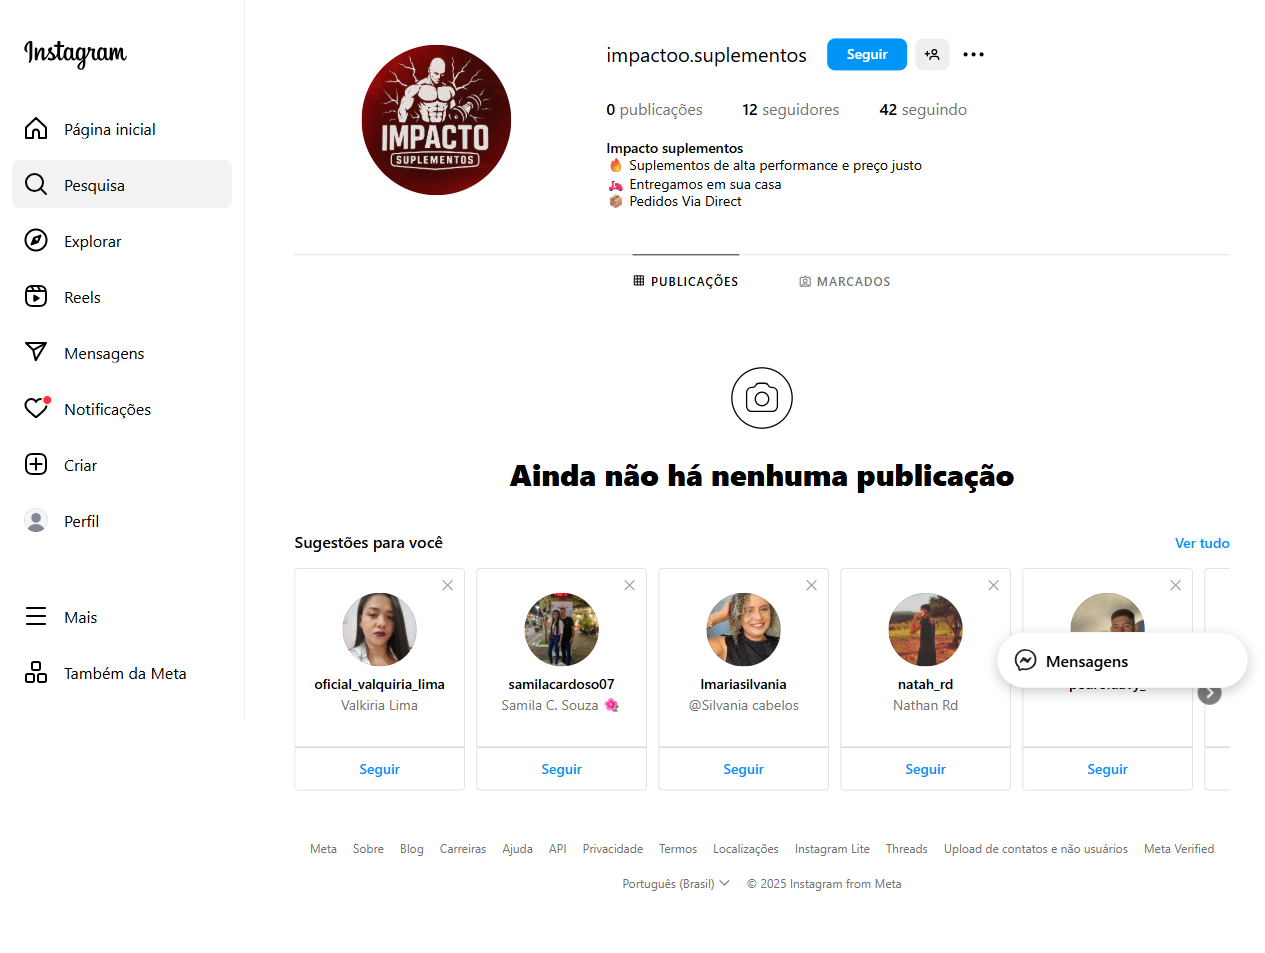 Instagram
Página inicial
Pesquisa
Explorar
Reels
Mensagens
Notificações
Criar
Perfil
Mais
Também da Meta
IMPACTO
SUPLEMENTOS
impactoo.suplementos
Seguir
0 publicações 12 seguidores 42 seguindo
Impacto suplementos
🔥 Suplementos de alta performance e preço justo
🛵 Entregamos em sua casa
📦 Pedidos Via Direct
PUBLICAÇÕES MARCADOS
Ainda não há nenhuma publicação
Sugestões para você Ver tudo
oficial_valquiria_lima
Valkiria Lima
Seguir
samilacardoso07
Samila C. Souza 🌺
Seguir
lmariasilvania
@Silvania cabelos
Seguir
natah_rd
Nathan Rd
Seguir
Seguir
Mensagens
Meta Sobre Blog Carreiras Ajuda API Privacidade Termos Localizações Instagram Lite Threads Upload de contatos e não usuários Meta Verified
Português (Brasil) © 2025 Instagram from Meta